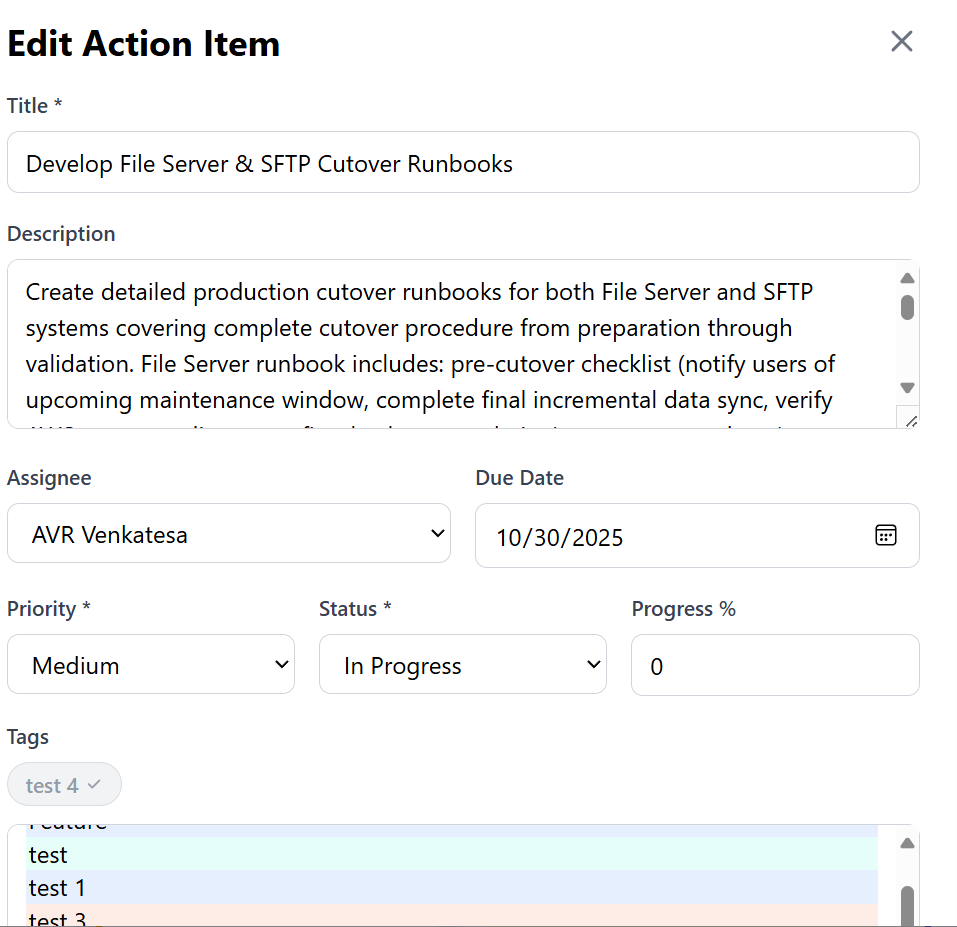 Edit Action Item
Title *
Develop File Server & SFTP Cutover Runbooks
Description
Create detailed production cutover runbooks for both File Server and SFTP
systems covering complete cutover procedure from preparation through
validation. File Server runbook includes: pre-cutover checklist (notify users of
upcoming maintenance window, complete final incremental data sync, verify
Assignee
Due Date
AVR Venkatesa
10/30/2025
Priority *
Status *
Progress %
Medium
In Progress
0
Tags
test 4
Feature
test
test 1
test 3